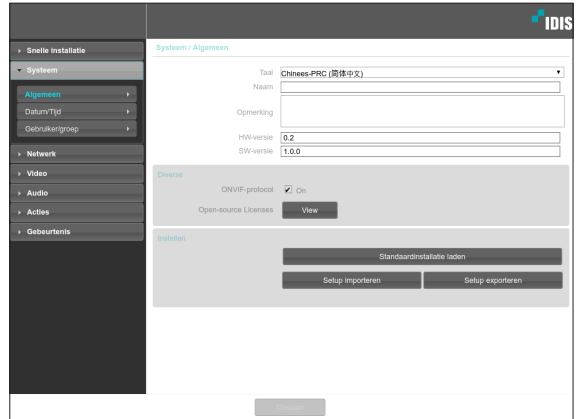 IDIS
Snelle installatie
Systeem
Algemeen
Datum/Tijd
Gebruiker/groep
Netwerk
Video
Audio
Acties
Gebeurtenis
Systeem / Algemeen
Taal Chinees-PRC (简体中文)
Naam
Opmerking
HW-versie 0.2
SW-versie 1.0.0
Diverse
ONVIF-protocol On
Open-source Licenses View
Instellen
Standaardinstallatie laden
Setup importeren Setup exporteren